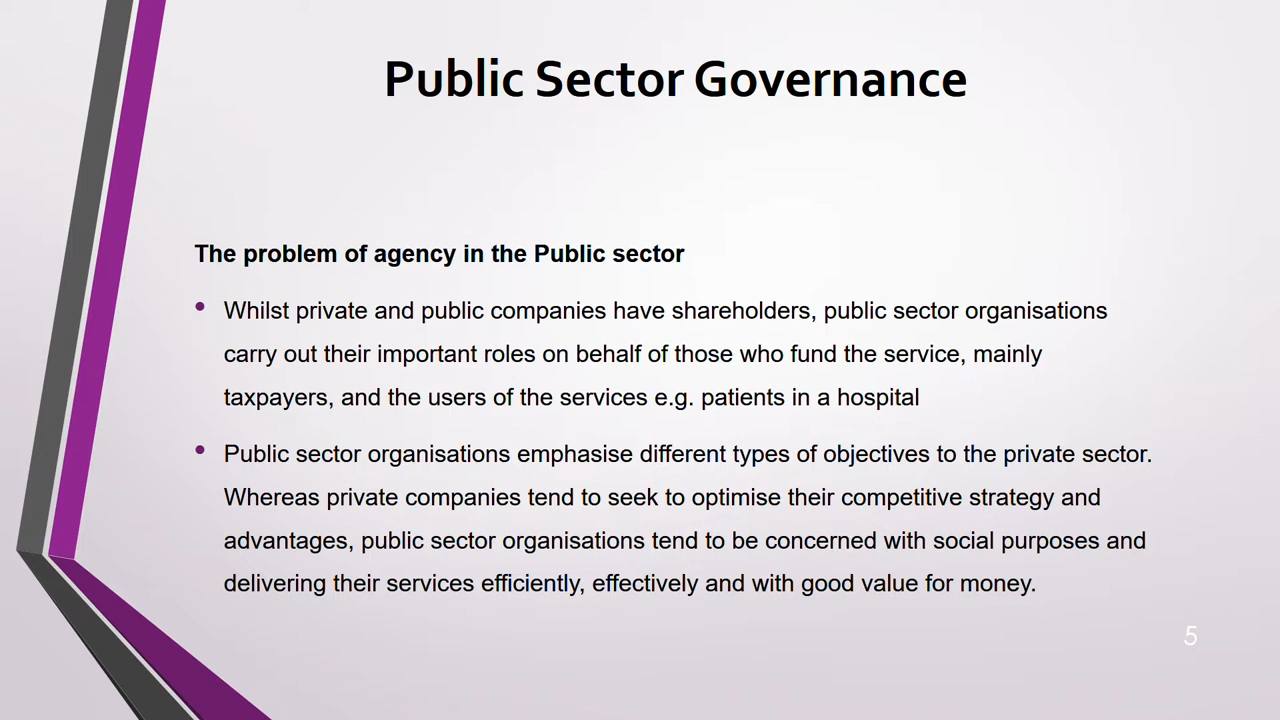 Public Sector Governance
The problem of agency in the Public sector
• Whilst private and public companies have shareholders, public sector organisations
carry out their important roles on behalf of those who fund the service, mainly
taxpayers, and the users of the services e.g. patients in a hospital
• Public sector organisations emphasise different types of objectives to the private sector.
Whereas private companies tend to seek to optimise their competitive strategy and
advantages, public sector organisations tend to be concerned with social purposes and
delivering their services efficiently, effectively and with good value for money.
5